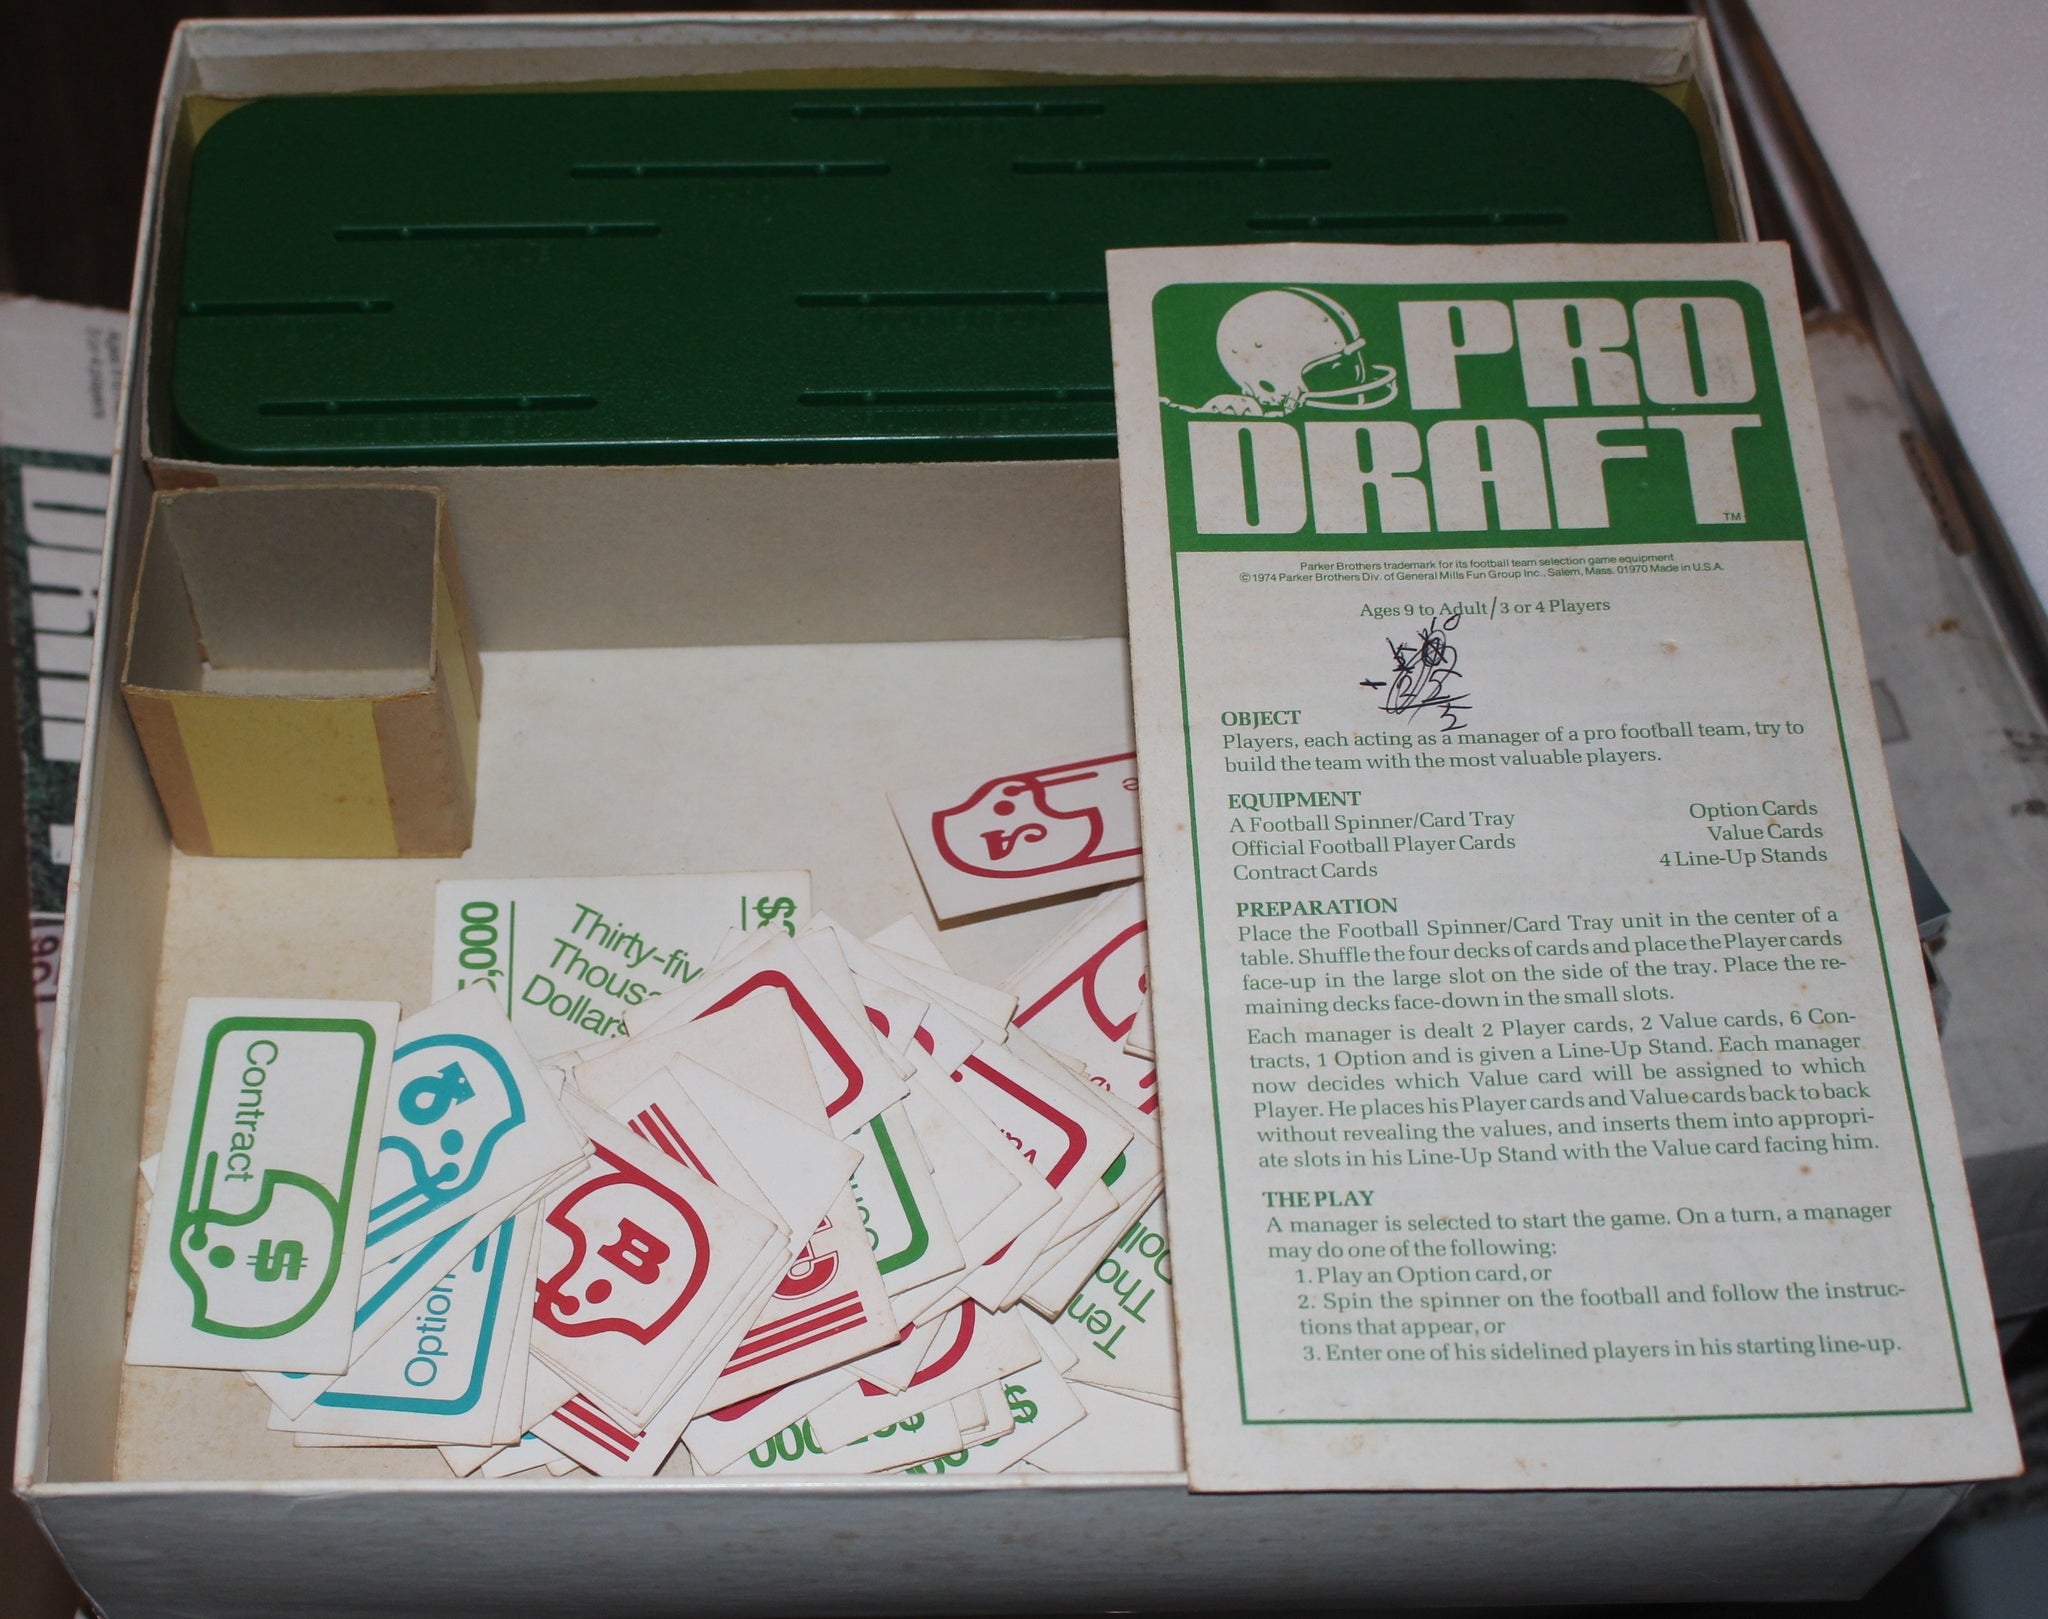 PRO
DRAFT
TM
Parker Brothers trademark for its football team selection game equipment
© 1974 Parker Brothers Div. of General Mills Fun Group Inc., Salem, Mass. 01970 Made in U.S.A.
Ages 9 to Adult/3 or 4 Players
OBJECT
Players, each acting as a manager of a pro football team, try to
build the team with the most valuable players.
EQUIPMENT
A Football Spinner/Card Tray
Official Football Player Cards
Contract Cards
Option Cards
Value Cards
4 Line-Up Stands
PREPARATION
Place the Football Spinner/Card Tray unit in the center of a
table. Shuffle the four decks of cards and place the Player cards
face-up in the large slot on the side of the tray. Place the re-
maining decks face-down in the small slots.
Each manager is dealt 2 Player cards, 2 Value cards, 6 Con-
tracts, 1 Option and is given a Line-Up Stand. Each manager
now decides which Value card will be assigned to which
Player. He places his Player cards and Value cards back to back
without revealing the values, and inserts them into appropri-
ate slots in his Line-Up Stand with the Value card facing him.
THE PLAY
A manager is selected to start the game. On a turn, a manager
may do one of the following:
1. Play an Option card, or
2. Spin the spinner on the football and follow the instruc-
tions that appear, or
3. Enter one of his sidelined players in his starting line-up.
Thirty-fiv
Thous
Dollars
000
$
Contract
$
Option
B
Ten
Tho
Doll
000
$